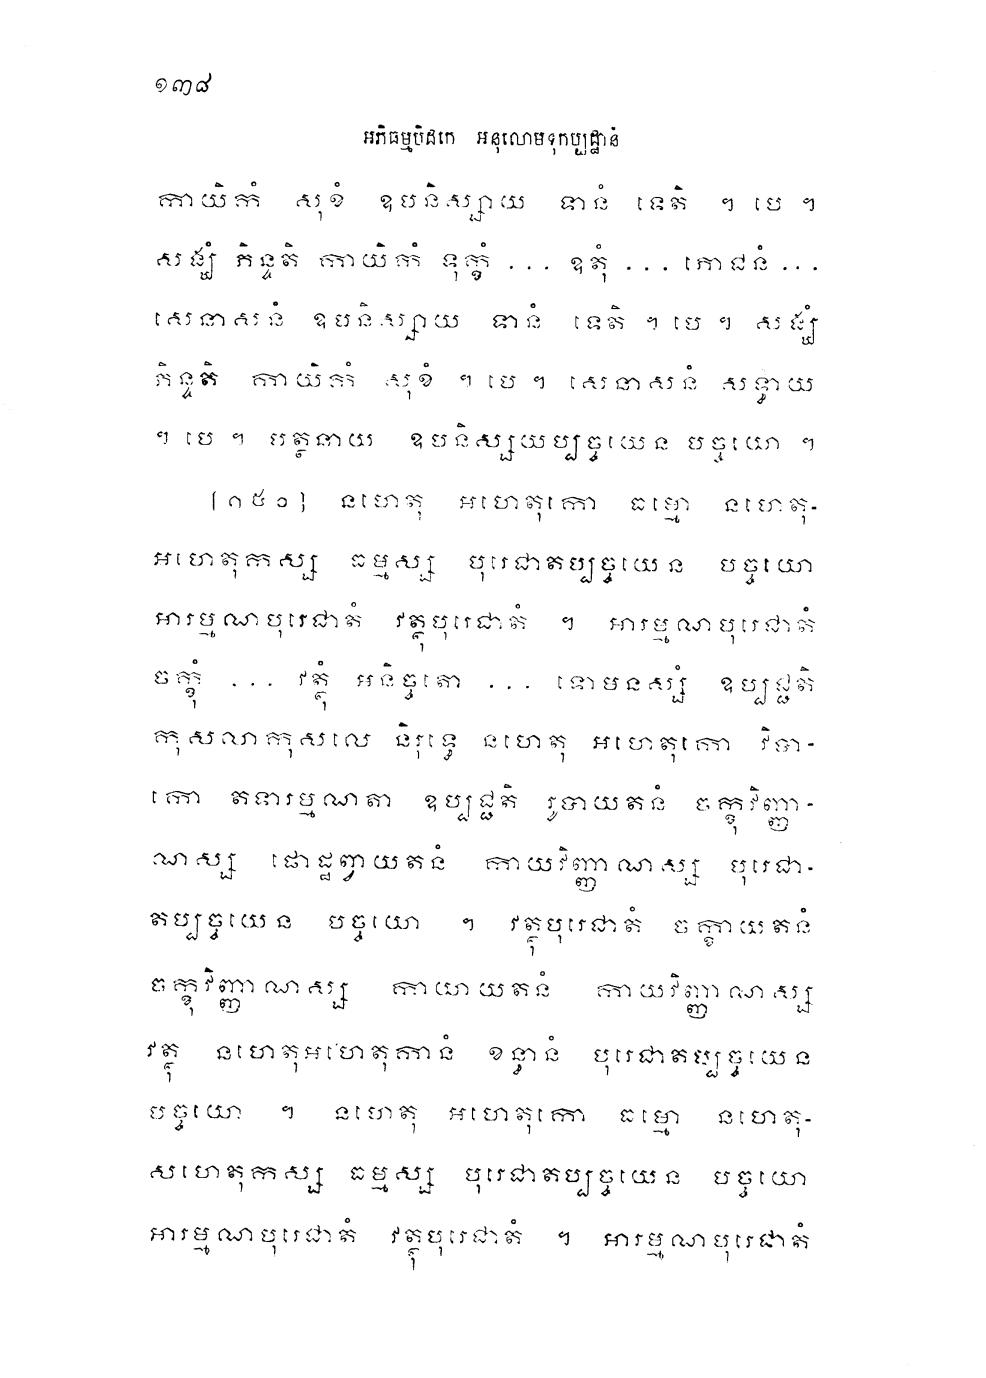 ១៣៨
អភិធម្មបិដកេ អនុលោមទុកប្បដ្ឋានំ
កាយិកំ សុខំ ឧបនិស្សាយ ទានំ ទេតិ ។ បេ ។
សង្ឃំ ភិន្ទតិ កាយិកំ ទុក្ខំ ... ឧតុំ ... ភោជនំ ...
សេនាសនំ ឧបនិស្សាយ ទានំ ទេតិ ។ បេ ។ សង្ឃំ
ភិន្ទតិ កាយិកំ សុខំ ។ បេ ។ សេនាសនំ សទ្ធាយ
។ បេ ។ បត្ថនាយ ឧបនិស្សយប្បច្ចយេន បច្ចយោ ។
[១៥១] នហេតុ អហេតុកោ ធម្មោ នហេតុ-
អហេតុកស្ស ធម្មស្ស បុរេជាតប្បច្ចយេន បច្ចយោ
អារម្មណបុរេជាតំ វត្ថុបុរេជាតំ ។ អារម្មណបុរេជាតំ
ចក្ខុំ ... វត្ថុំ អនិច្ចតោ ... ទោមនស្សំ ឧប្បជ្ជតិ
កុសលាកុសលេ និរុទ្ធេ នហេតុ អហេតុកោ វិបា-
កោ តទារម្មណតា ឧប្បជ្ជតិ រូបាយតនំ ចក្ខុវិញ្ញា-
ណស្ស ផោដ្ឋព្វាយតនំ កាយវិញ្ញាណស្ស បុរេជា-
តប្បច្ចយេន បច្ចយោ ។ វត្ថុបុរេជាតំ ចក្ខាយតនំ
ចក្ខុវិញ្ញាណស្ស កាយាយតនំ កាយវិញ្ញាណស្ស
វត្ថុ នហេតុអហេតុកានំ ខន្ធានំ បុរេជាតប្បច្ចយេន
បច្ចយោ ។ នហេតុ អហេតុកោ ធម្មោ នហេតុ-
សហេតុកស្ស ធម្មស្ស បុរេជាតប្បច្ចយេន បច្ចយោ
អារម្មណបុរេជាតំ វត្ថុបុរេជាតំ ។ អារម្មណបុរេជាតំ